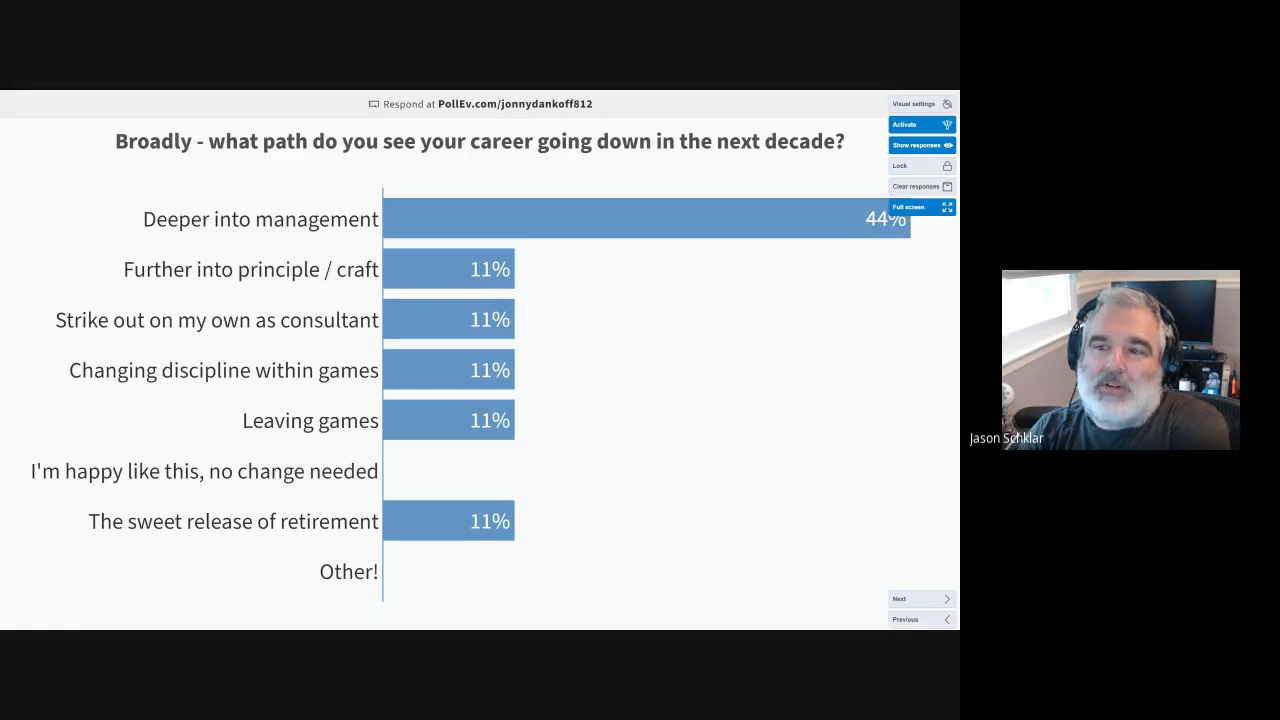 Respond at PollEv.com/jonnydankoff812
Broadly - what path do you see your career going down in the next decade?
Visual settings
Activate
Show responses
Lock
Clear responses
Full screen
Deeper into management
44%
Further into principle / craft
11%
Strike out on my own as consultant
11%
Changing discipline within games
11%
Leaving games
11%
I'm happy like this, no change needed
The sweet release of retirement
11%
Other!
Next
Previous
Jason Schklar